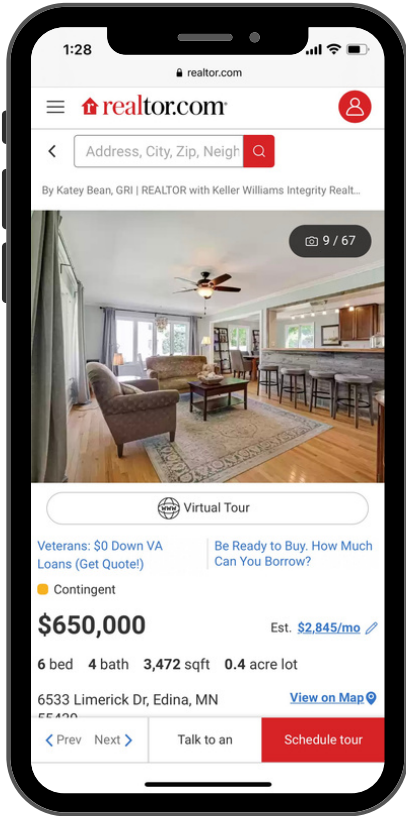 1:28
realtor.com
realtor.com®
Address, City, Zip, Neigh
By Katey Bean, GRI | REALTOR with Keller Williams Integrity Realt...
9 / 67
WWW Virtual Tour
Veterans: $0 Down VA
Loans (Get Quote!)
Be Ready to Buy. How Much
Can You Borrow?
Contingent
$650,000
Est. $2,845/mo
6 bed 4 bath 3,472 sqft 0.4 acre lot
6533 Limerick Dr, Edina, MN
View on Map
Prev Next
Talk to an
Schedule tour